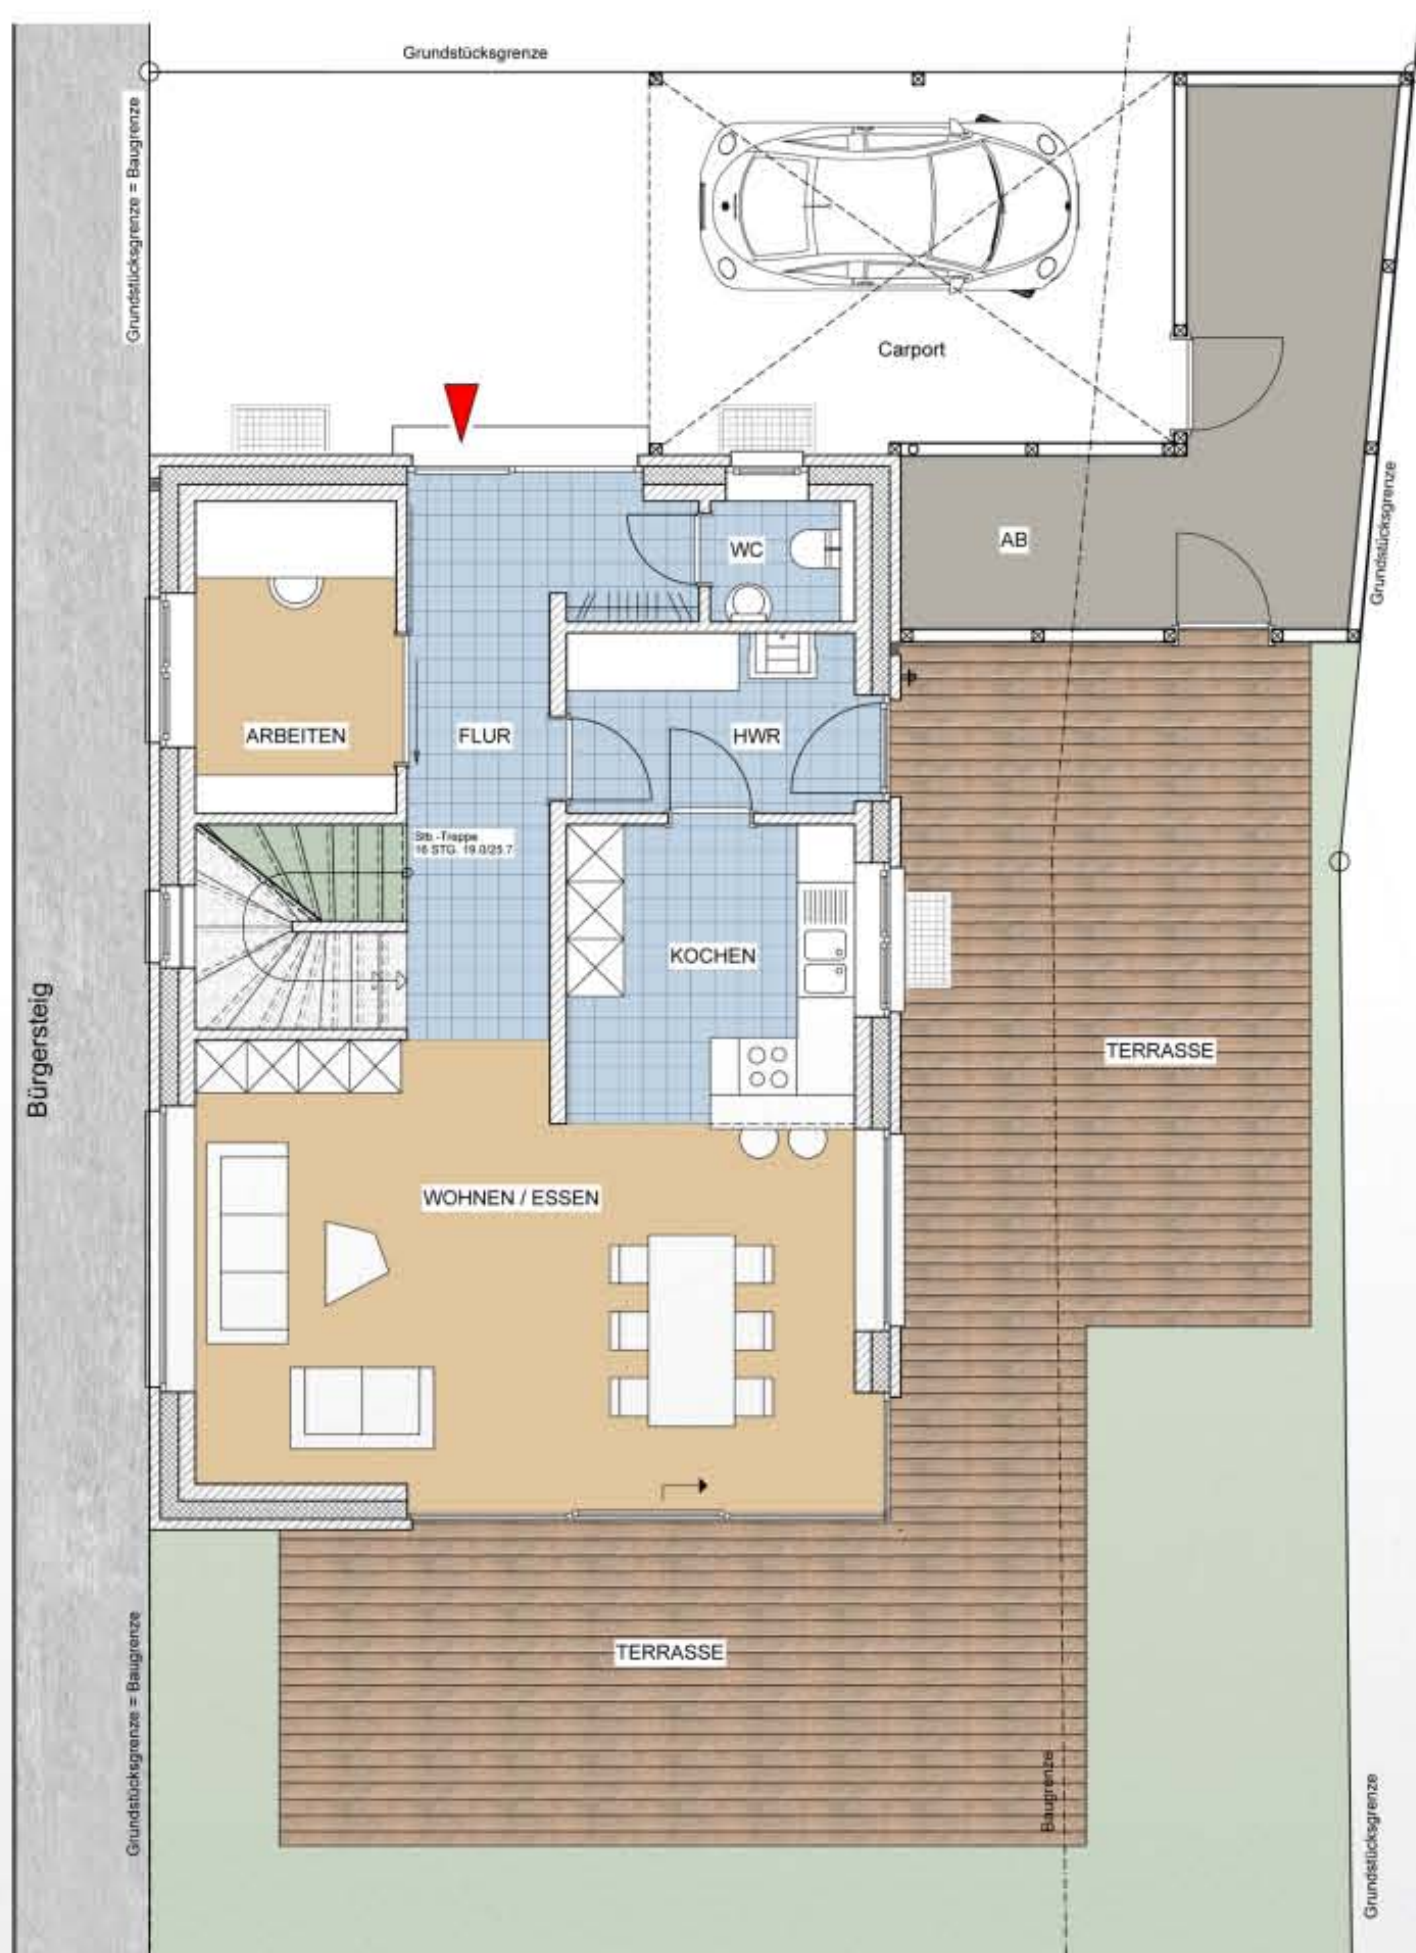 Grundstücksgrenze
Grundstücksgrenze = Baugrenze
Carport
Grundstücksgrenze
AB
WC
ARBEITEN
FLUR
HWR
Stb.-Treppe
16 STG. 19.0/25.7
KOCHEN
Bürgersteig
TERRASSE
WOHNEN / ESSEN
Grundstücksgrenze = Baugrenze
TERRASSE
Baugrenze
Grundstücksgrenze